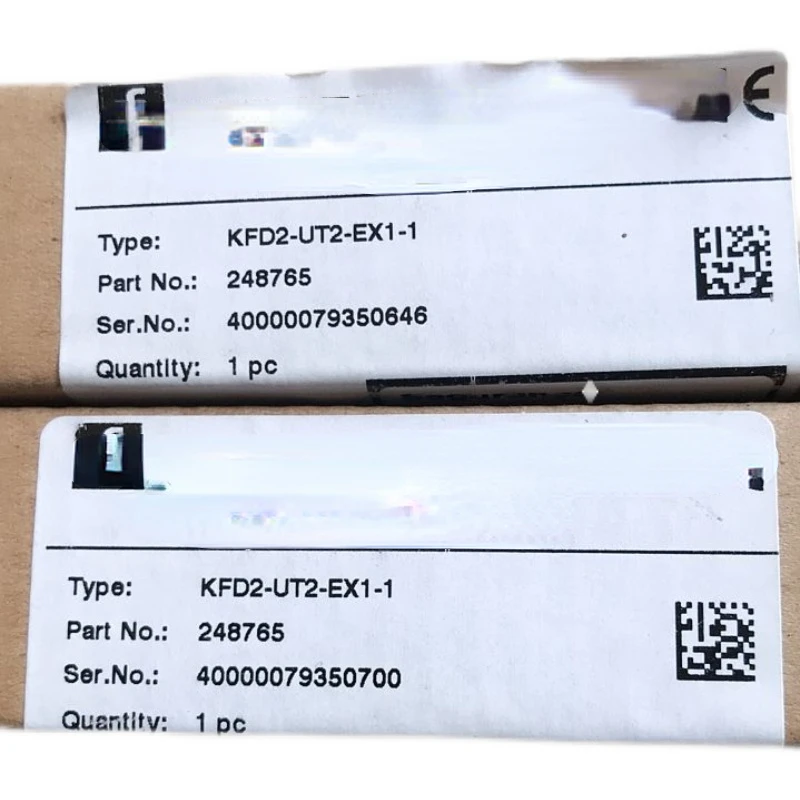 f
CE
Type: KFD2-UT2-EX1-1
Part No.: 248765
Ser.No.: 40000079350646
Quantity: 1 pc
f
Type: KFD2-UT2-EX1-1
Part No.: 248765
Ser.No.: 40000079350700
Quantity: 1 pc